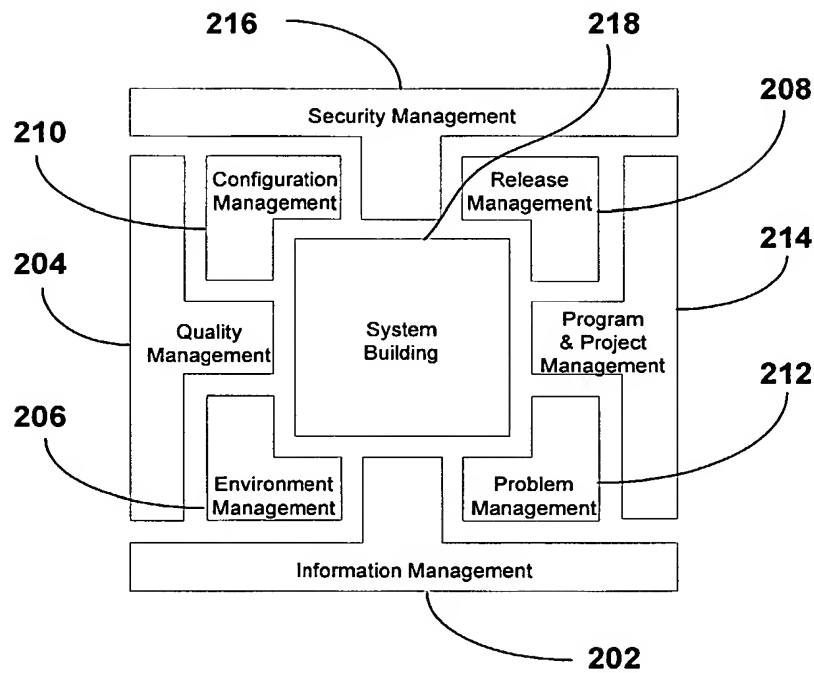 216
218
208
Security Management
210
Configuration
Management
Release
Management
204
214
Quality
Management
System
Building
Program
& Project
Management
212
206
Environment
Management
Problem
Management
Information Management
202